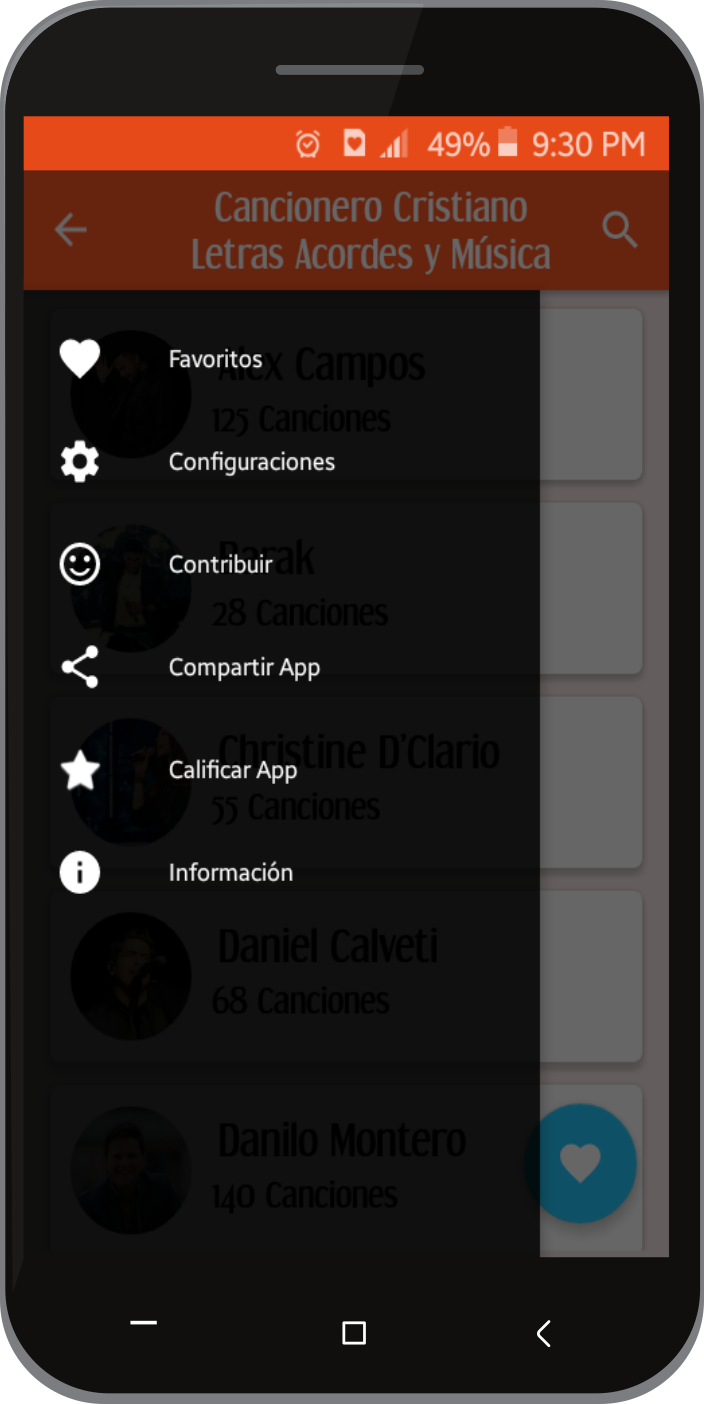 49% 9:30 PM
Cancionero Cristiano
Letras Acordes y Música
Alex Campos
125 Canciones
Favoritos
Configuraciones
Barak
28 Canciones
Contribuir
Compartir App
Christine D'Clario
55 Canciones
Calificar App
Información
Daniel Calveti
68 Canciones
Danilo Montero
140 Canciones